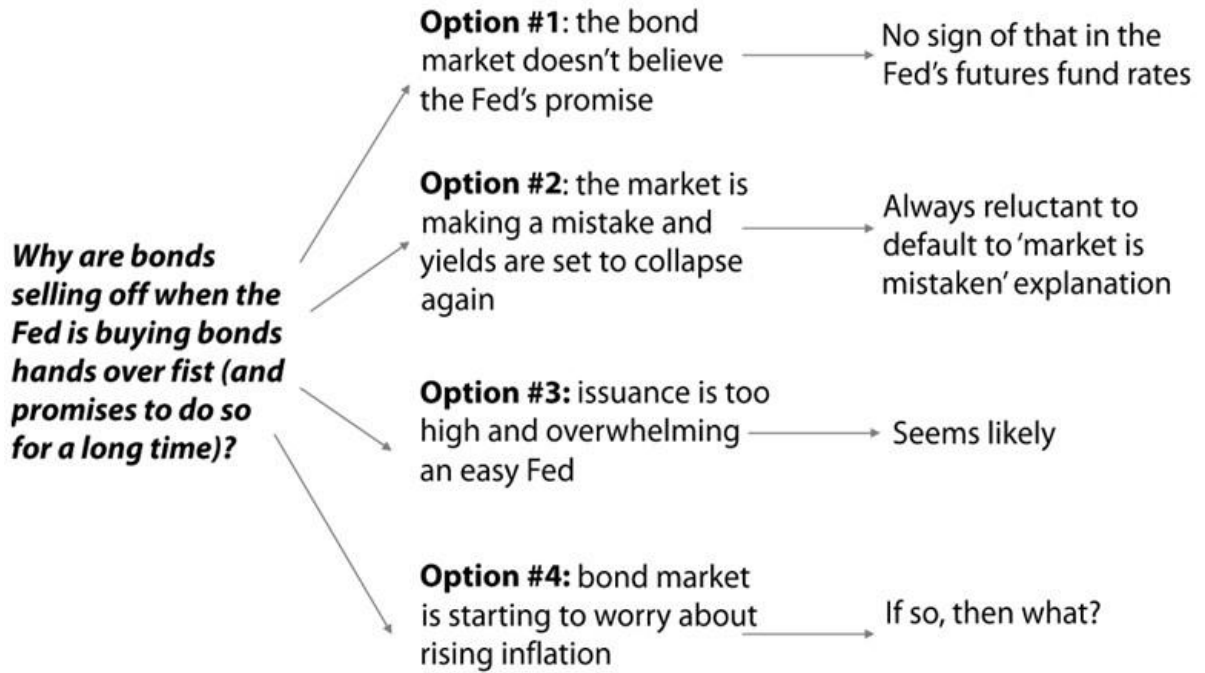 Why are bonds
selling off when the
Fed is buying bonds
hands over fist (and
promises to do so
for a long time)?
Option #1: the bond
market doesn't believe
the Fed's promise
No sign of that in the
Fed's futures fund rates
Option #2: the market is
making a mistake and
yields are set to collapse
again
Always reluctant to
default to 'market is
mistaken' explanation
Option #3: issuance is too
high and overwhelming
an easy Fed
Seems likely
Option #4: bond market
is starting to worry about
rising inflation
If so, then what?